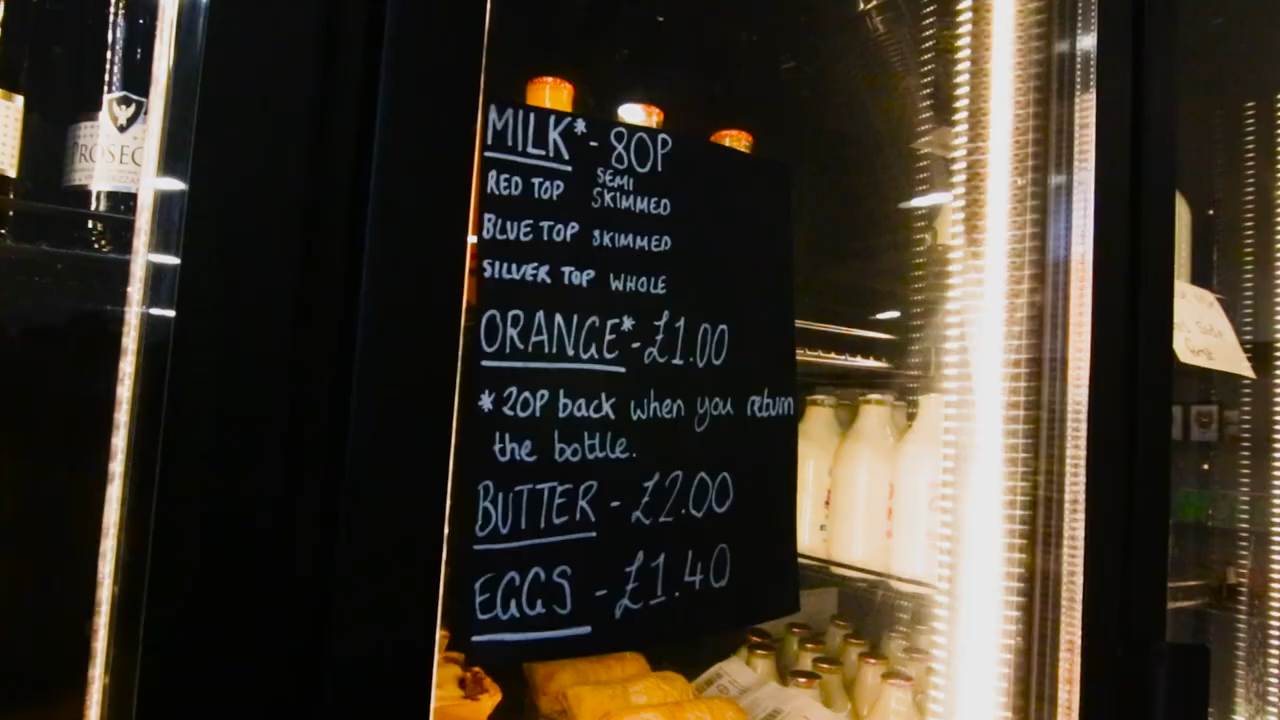 MILK* - 80P
RED TOP SEMI SKIMMED
BLUE TOP SKIMMED
SILVER TOP WHOLE
ORANGE* - £1.00
* 20P back when you return
the bottle.
BUTTER - £2.00
EGGS - £1.40
PROSEC